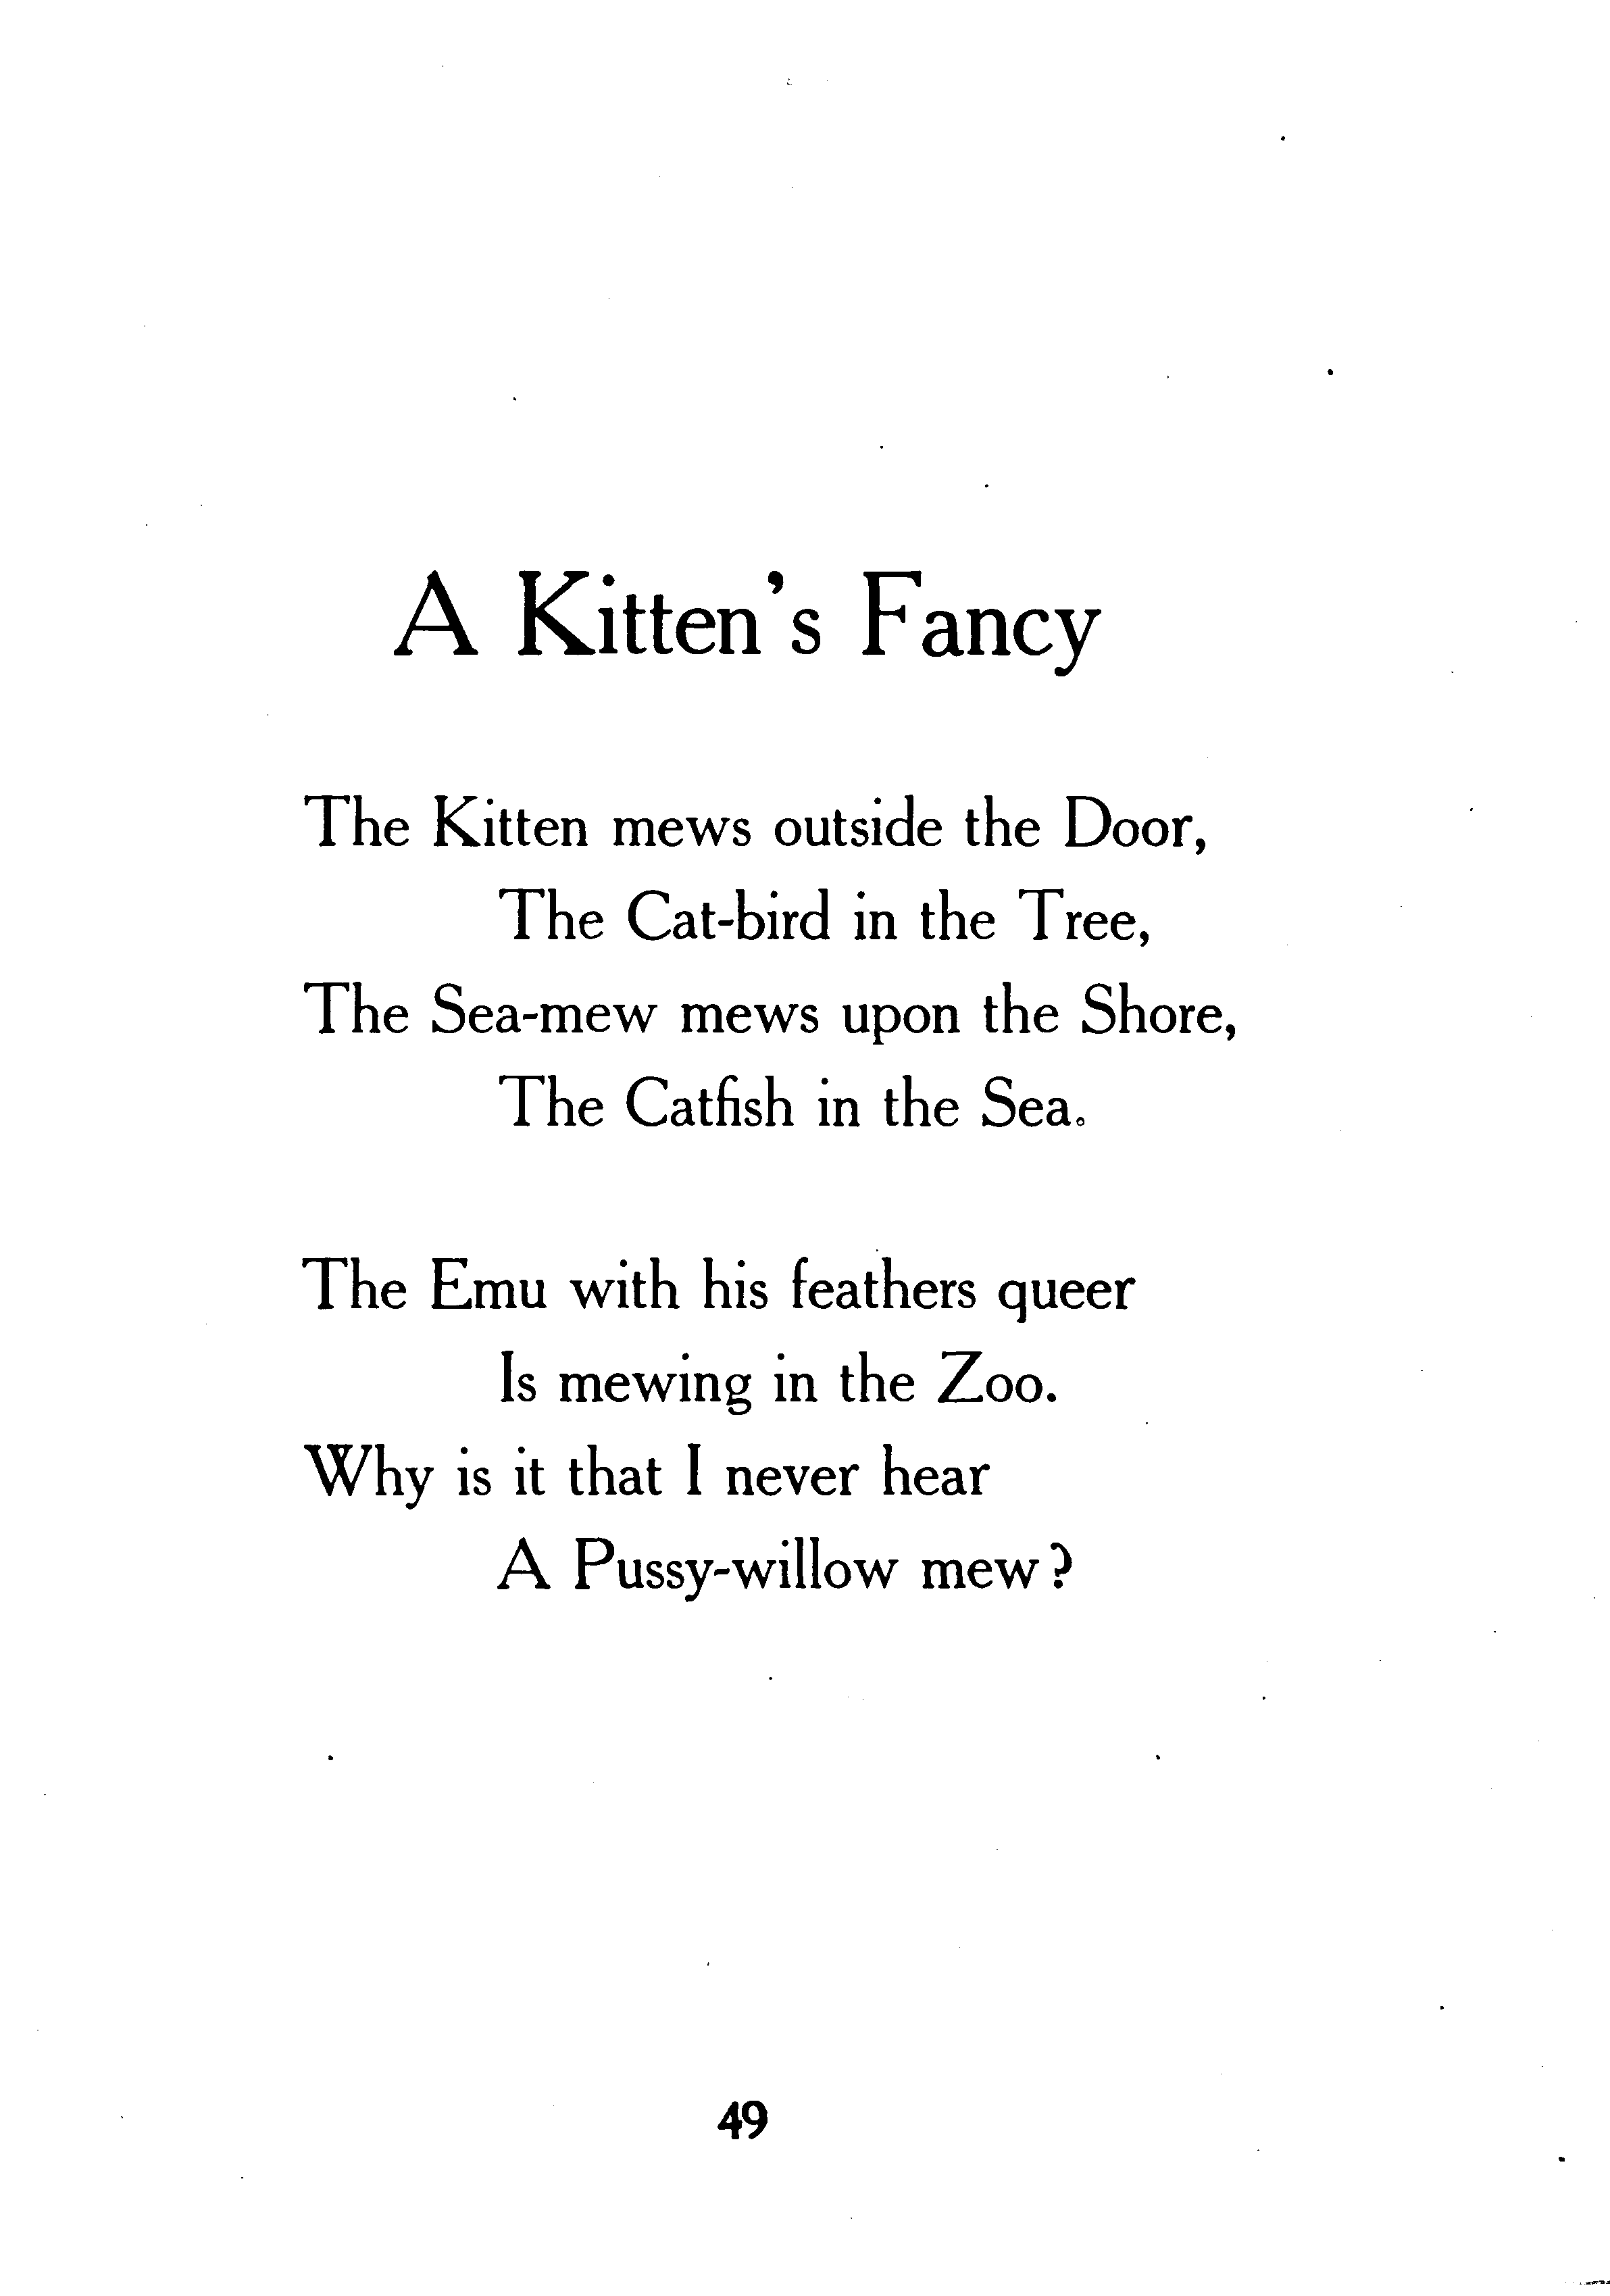 A Kitten's Fancy
The Kitten mews outside the Door,
The Cat-bird in the Tree,
The Sea-mew mews upon the Shore,
The Catfish in the Sea.
The Emu with his feathers queer
Is mewing in the Zoo.
Why is it that I never hear
A Pussy-willow mew?
49